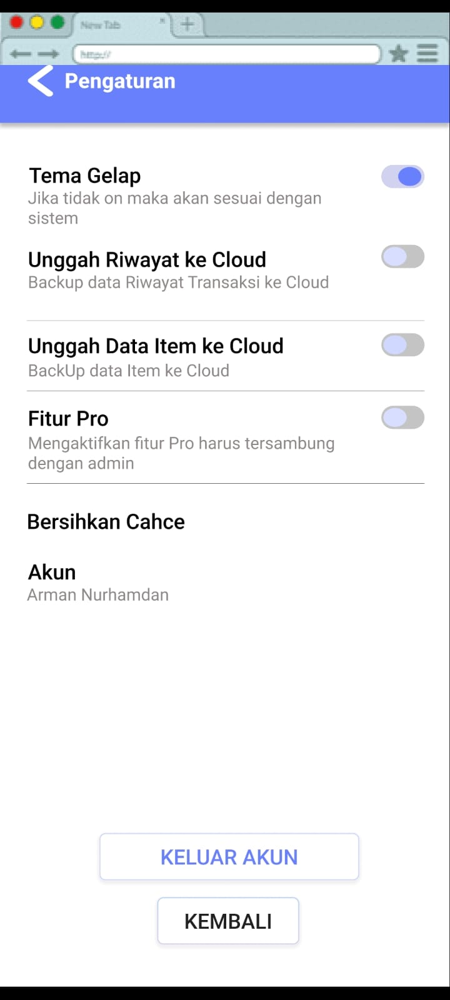 New Tab
http://
Pengaturan
Tema Gelap
Jika tidak on maka akan sesuai dengan
sistem
Unggah Riwayat ke Cloud
Backup data Riwayat Transaksi ke Cloud
Unggah Data Item ke Cloud
BackUp data Item ke Cloud
Fitur Pro
Mengaktifkan fitur Pro harus tersambung
dengan admin
Bersihkan Cahce
Akun
Arman Nurhamdan
KELUAR AKUN
KEMBALI